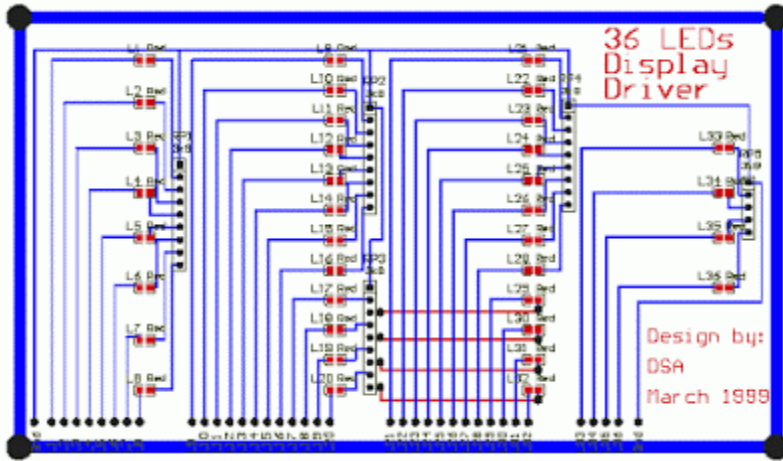 36 LEDs
Display
Driver
L1 Red
L2 Red
L3 Red
L4 Red
L5 Red
L6 Red
L7 Red
L8 Red
RP1
L9 Red
L10 Red
L11 Red
L12 Red
L13 Red
L14 Red
L15 Red
L16 Red
RP2
L17 Red
L18 Red
L19 Red
L20 Red
RP3
L21 Red
L22 Red
L23 Red
L24 Red
L25 Red
L26 Red
L27 Red
L28 Red
RP4
L29 Red
L30 Red
L31 Red
L32 Red
L33 Red
L34 Red
L35 Red
L36 Red
RP5
Design by:
DSA
March 1999